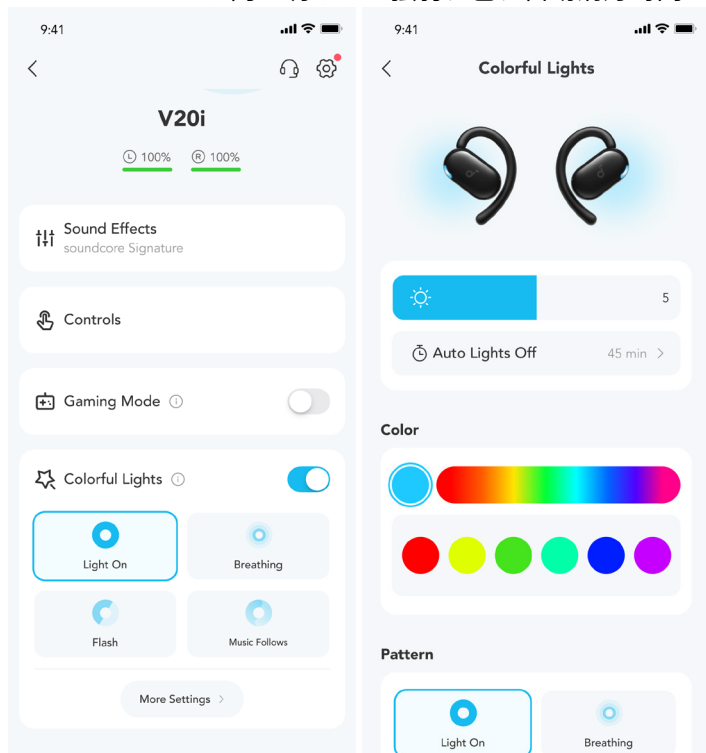 9:41
V20i
L 100% R 100%
Sound Effects
soundcore Signature
Controls
Gaming Mode
Colorful Lights
Light On
Breathing
Flash
Music Follows
More Settings >
9:41
Colorful Lights
5
Auto Lights Off 45 min >
Color
Pattern
Light On
Breathing